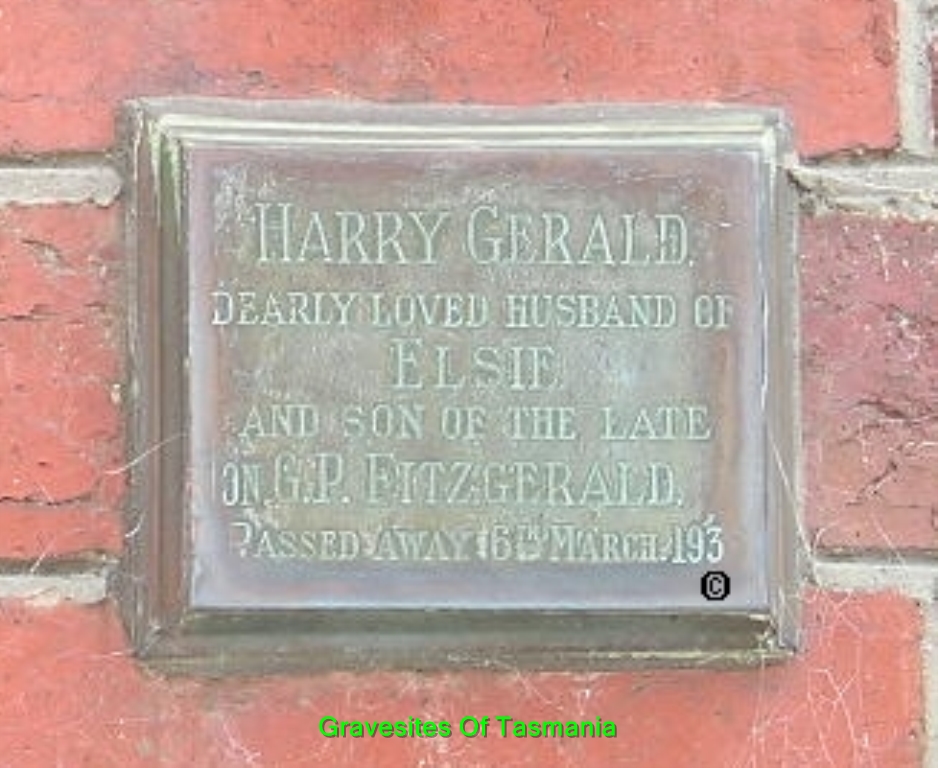 HARRY GERALD.
DEARLY LOVED HUSBAND OF
ELSIE
AND SON OF THE LATE
ON. G.P. FITZGERALD.
PASSED AWAY 16TH MARCH. 193
©
Gravesites Of Tasmania